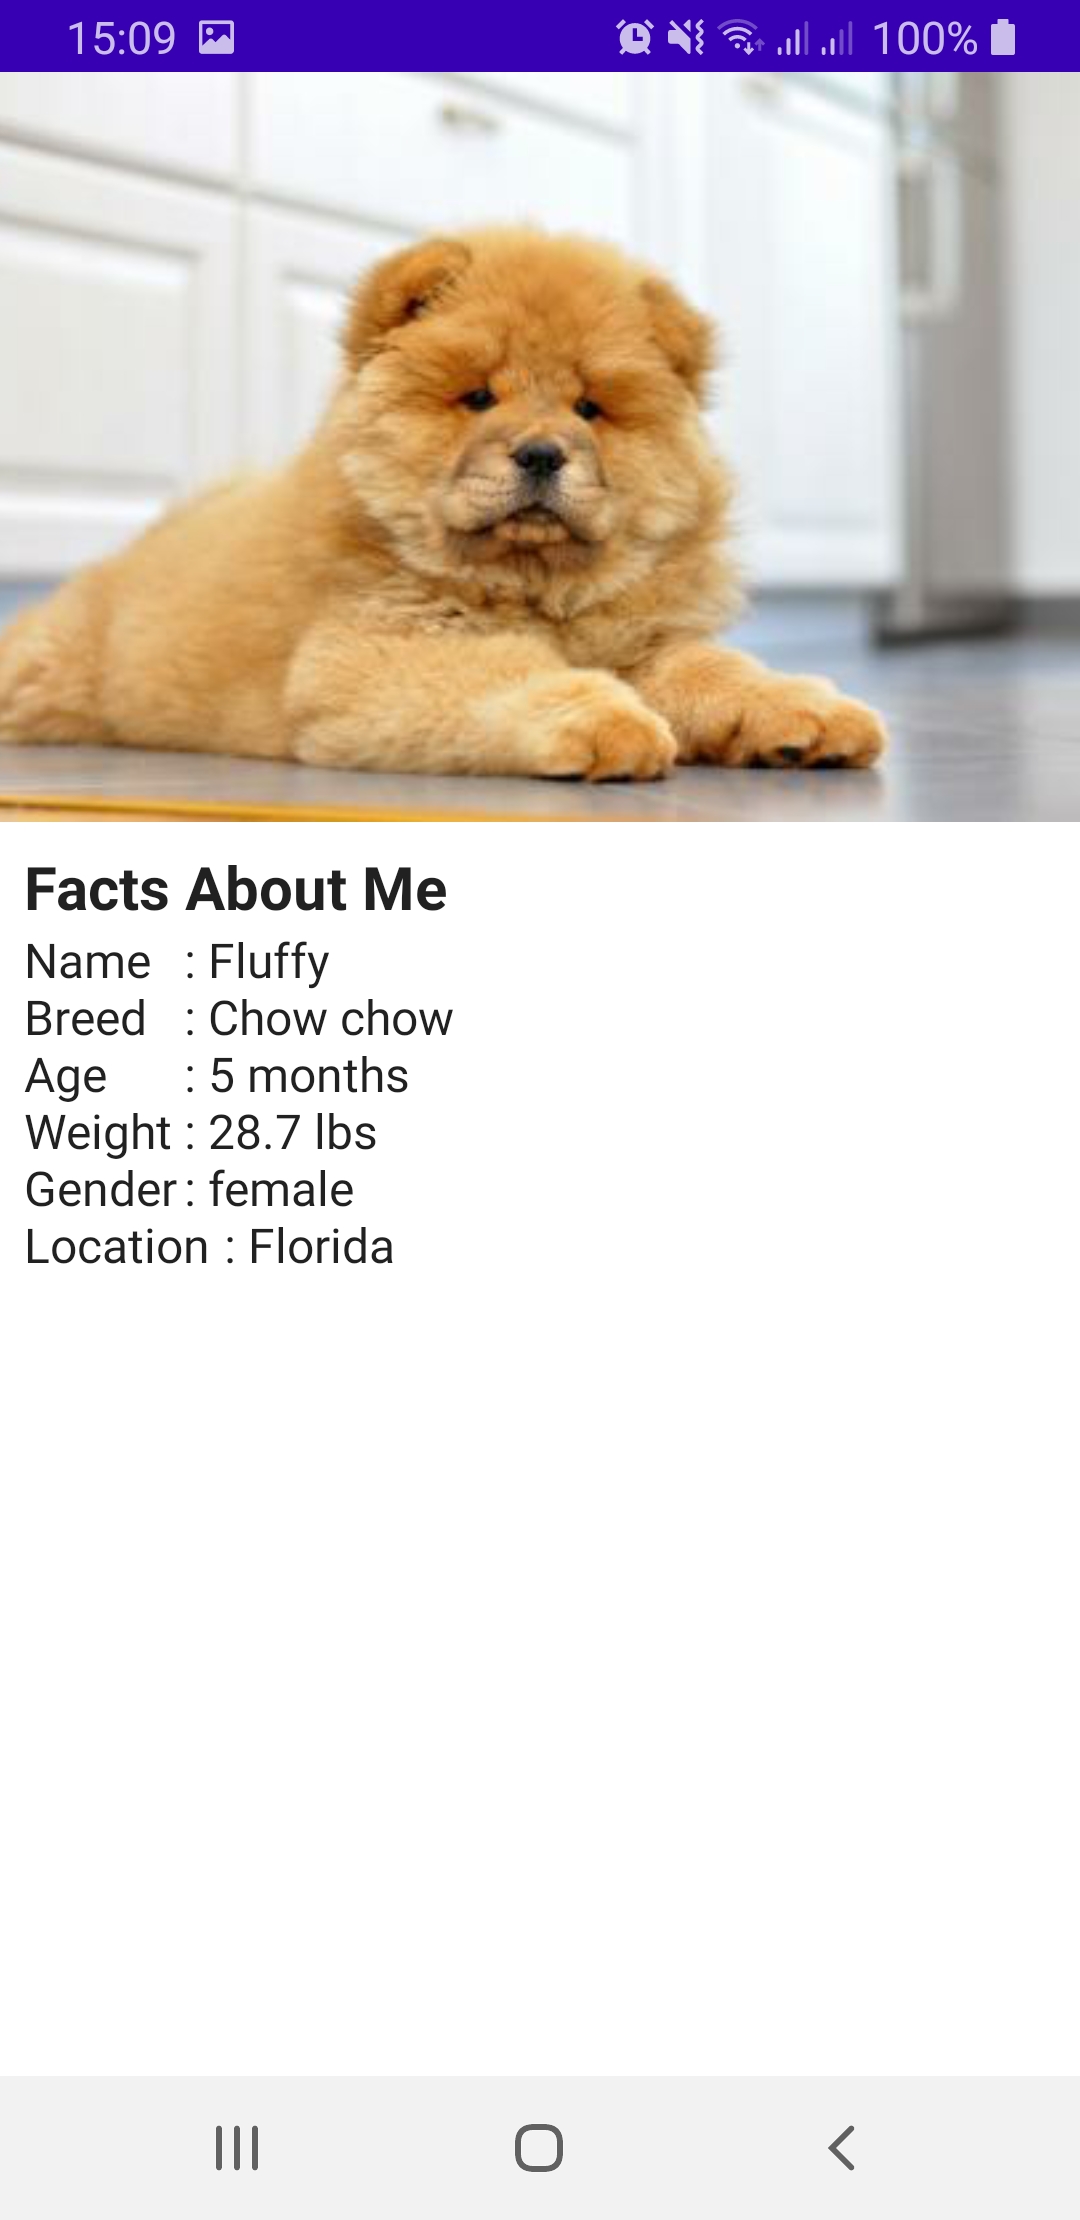 15:09 100%
Facts About Me
Name : Fluffy
Breed : Chow chow
Age : 5 months
Weight : 28.7 lbs
Gender : female
Location : Florida